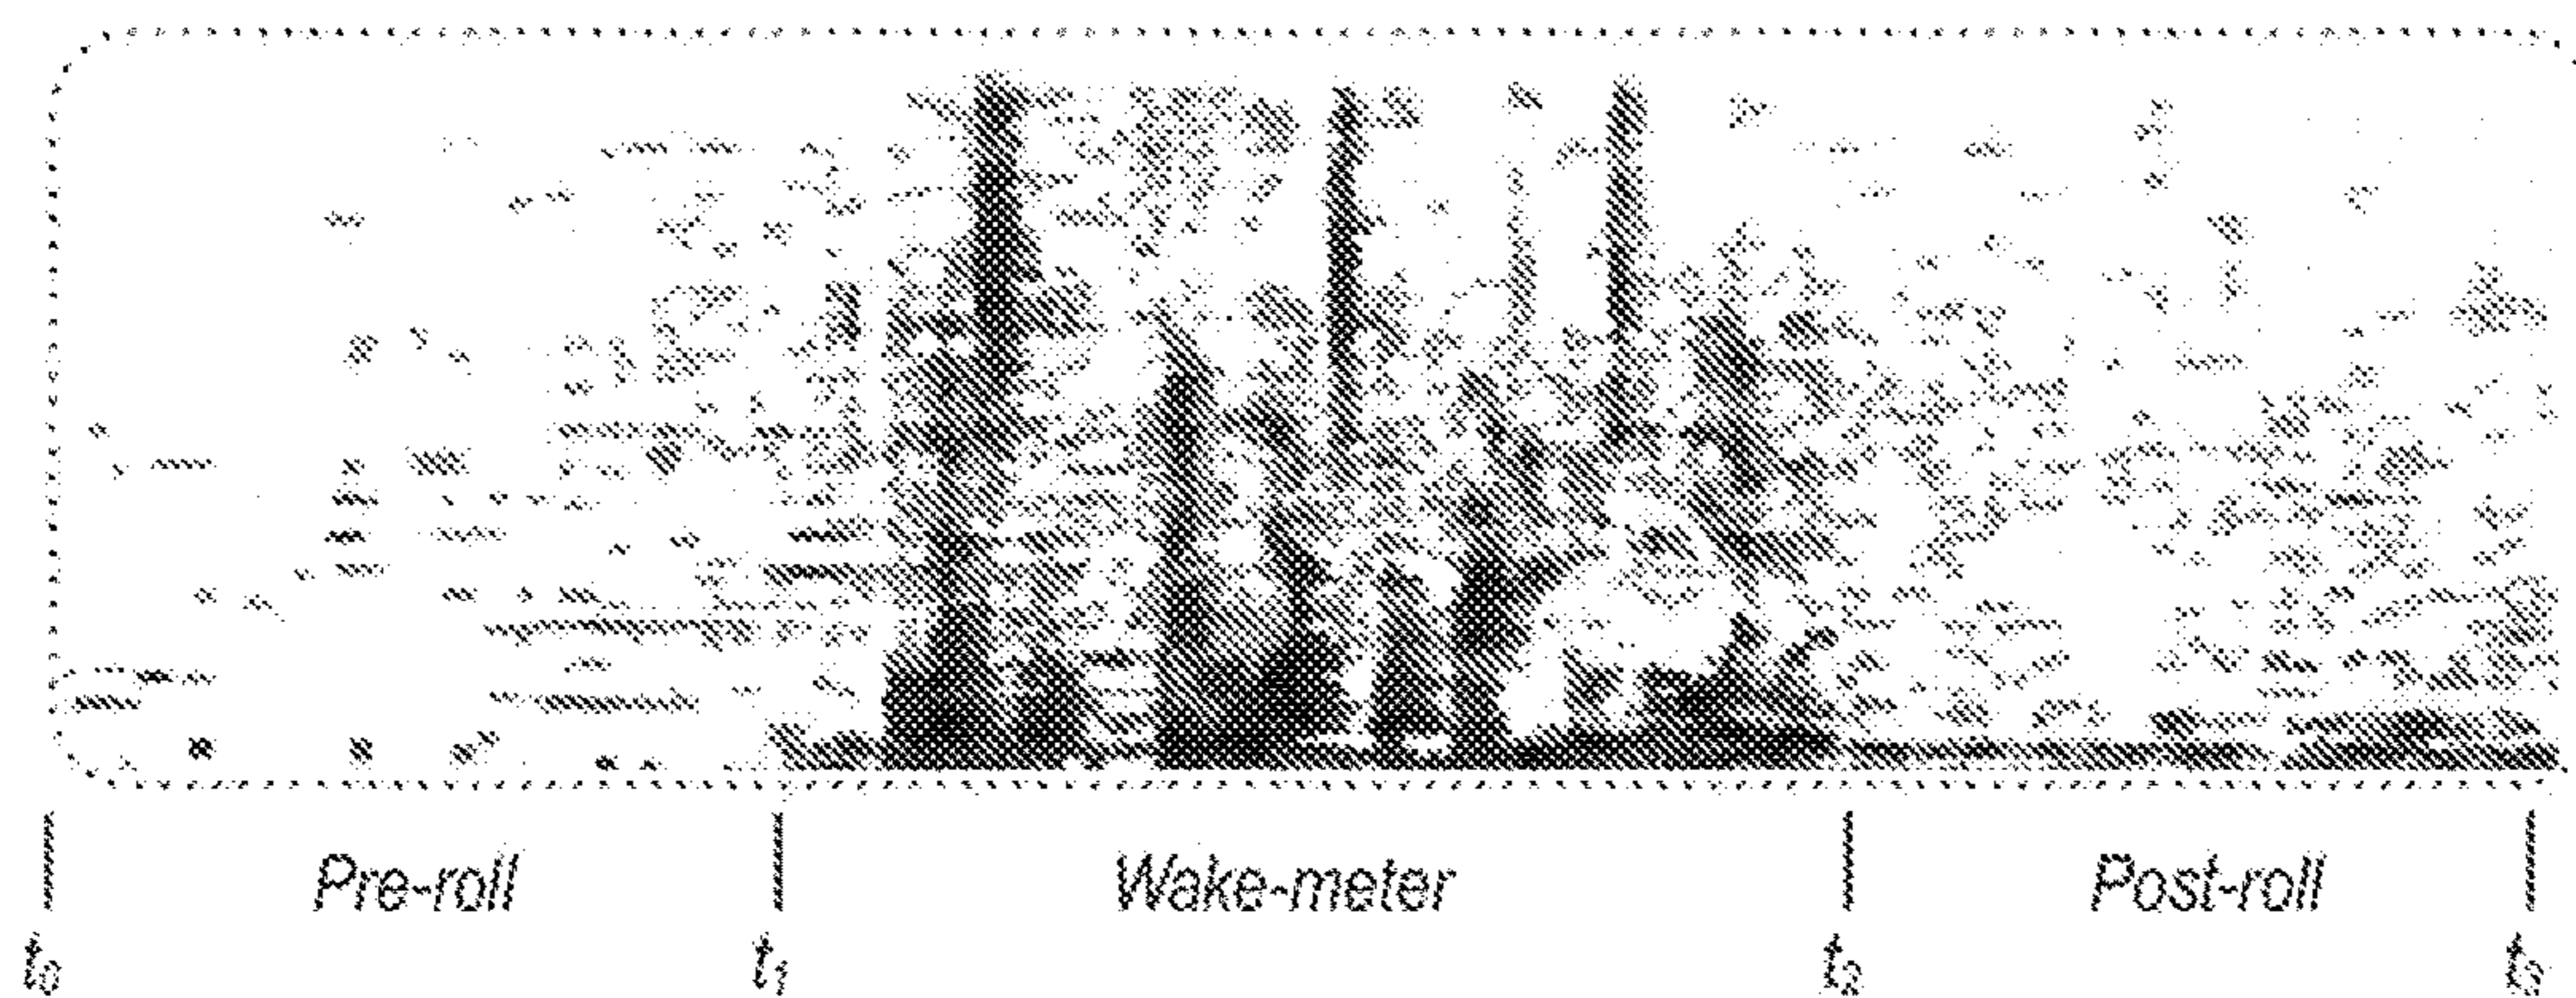 Pre-roll Wake-meter Post-roll
t₀ t₁ t₂ t₃